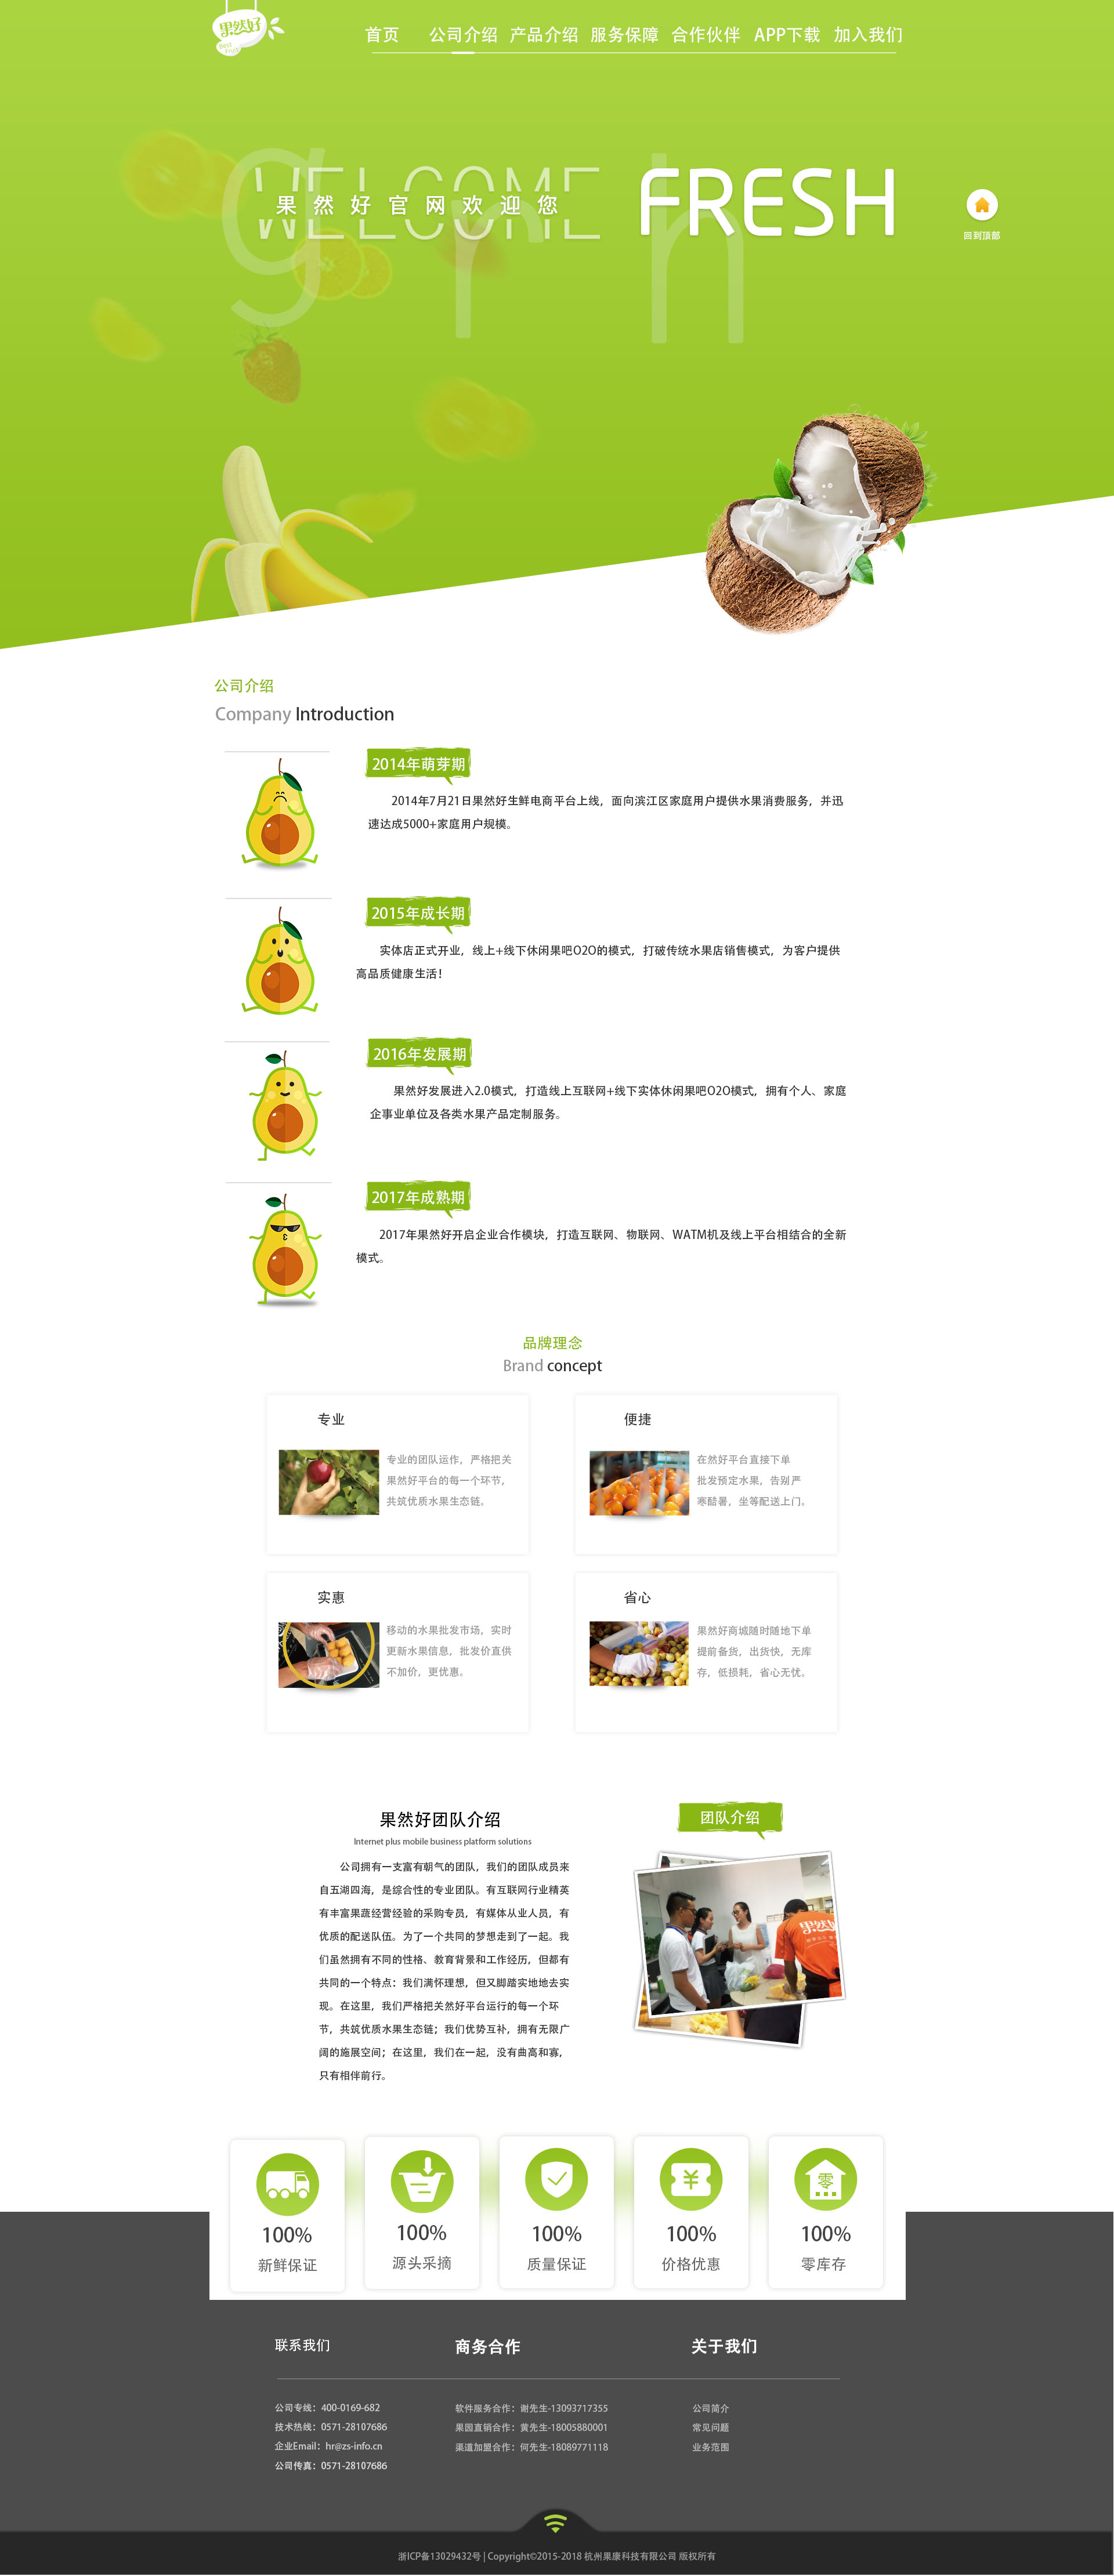 果然好
Best
Fruit
首页 公司介绍 产品介绍 服务保障 合作伙伴 APP下载 加入我们
WELCOME
果然好官网欢迎您
FRESH
grh
回到顶部
公司介绍
Company Introduction
2014年萌芽期
2014年7月21日果然好生鲜电商平台上线，面向滨江区家庭用户提供水果消费服务，并迅
速达成5000+家庭用户规模。
2015年成长期
实体店正式开业，线上+线下休闲果吧O2O的模式，打破传统水果店销售模式，为客户提供
高品质健康生活！
2016年发展期
果然好发展进入2.0模式，打造线上互联网+线下实体休闲果吧O2O模式，拥有个人、家庭
企事业单位及各类水果产品定制服务。
2017年成熟期
2017年果然好开启企业合作模块，打造互联网、物联网、WATM机及线上平台相结合的全新
模式。
品牌理念
Brand concept
专业
专业的团队运作，严格把关
果然好平台的每一个环节，
共筑优质水果生态链。
便捷
在然好平台直接下单
批发预定水果，告别严
寒酷暑，坐等配送上门。
实惠
移动的水果批发市场，实时
更新水果信息，批发价直供
不加价，更优惠。
省心
果然好商城随时随地下单
提前备货，出货快，无库
存，低损耗，省心无忧。
果然好团队介绍
Internet plus mobile business platform solutions
公司拥有一支富有朝气的团队，我们的团队成员来
自五湖四海，是综合性的专业团队。有互联网行业精英
有丰富果蔬经营经验的采购专员，有媒体从业人员，有
优质的配送队伍。为了一个共同的梦想走到了一起。我
们虽然拥有不同的性格、教育背景和工作经历，但都有
共同的一个特点：我们满怀理想，但又脚踏实地地去实
现。在这里，我们严格把关然好平台运行的每一个环
节，共筑优质水果生态链；我们优势互补，拥有无限广
阔的施展空间；在这里，我们在一起，没有曲高和寡，
只有相伴前行。
团队介绍
果然好
100%
新鲜保证
100%
源头采摘
100%
质量保证
¥
100%
价格优惠
零
100%
零库存
联系我们
公司专线：400-0169-682
技术热线：0571-28107686
企业Email：hr@zs-info.cn
公司传真：0571-28107686
商务合作
软件服务合作：谢先生-13093717355
果园直销合作：黄先生-18005880001
渠道加盟合作：何先生-18089771118
关于我们
公司简介
常见问题
业务范围
浙ICP备13029432号 | Copyright©2015-2018 杭州果康科技有限公司 版权所有